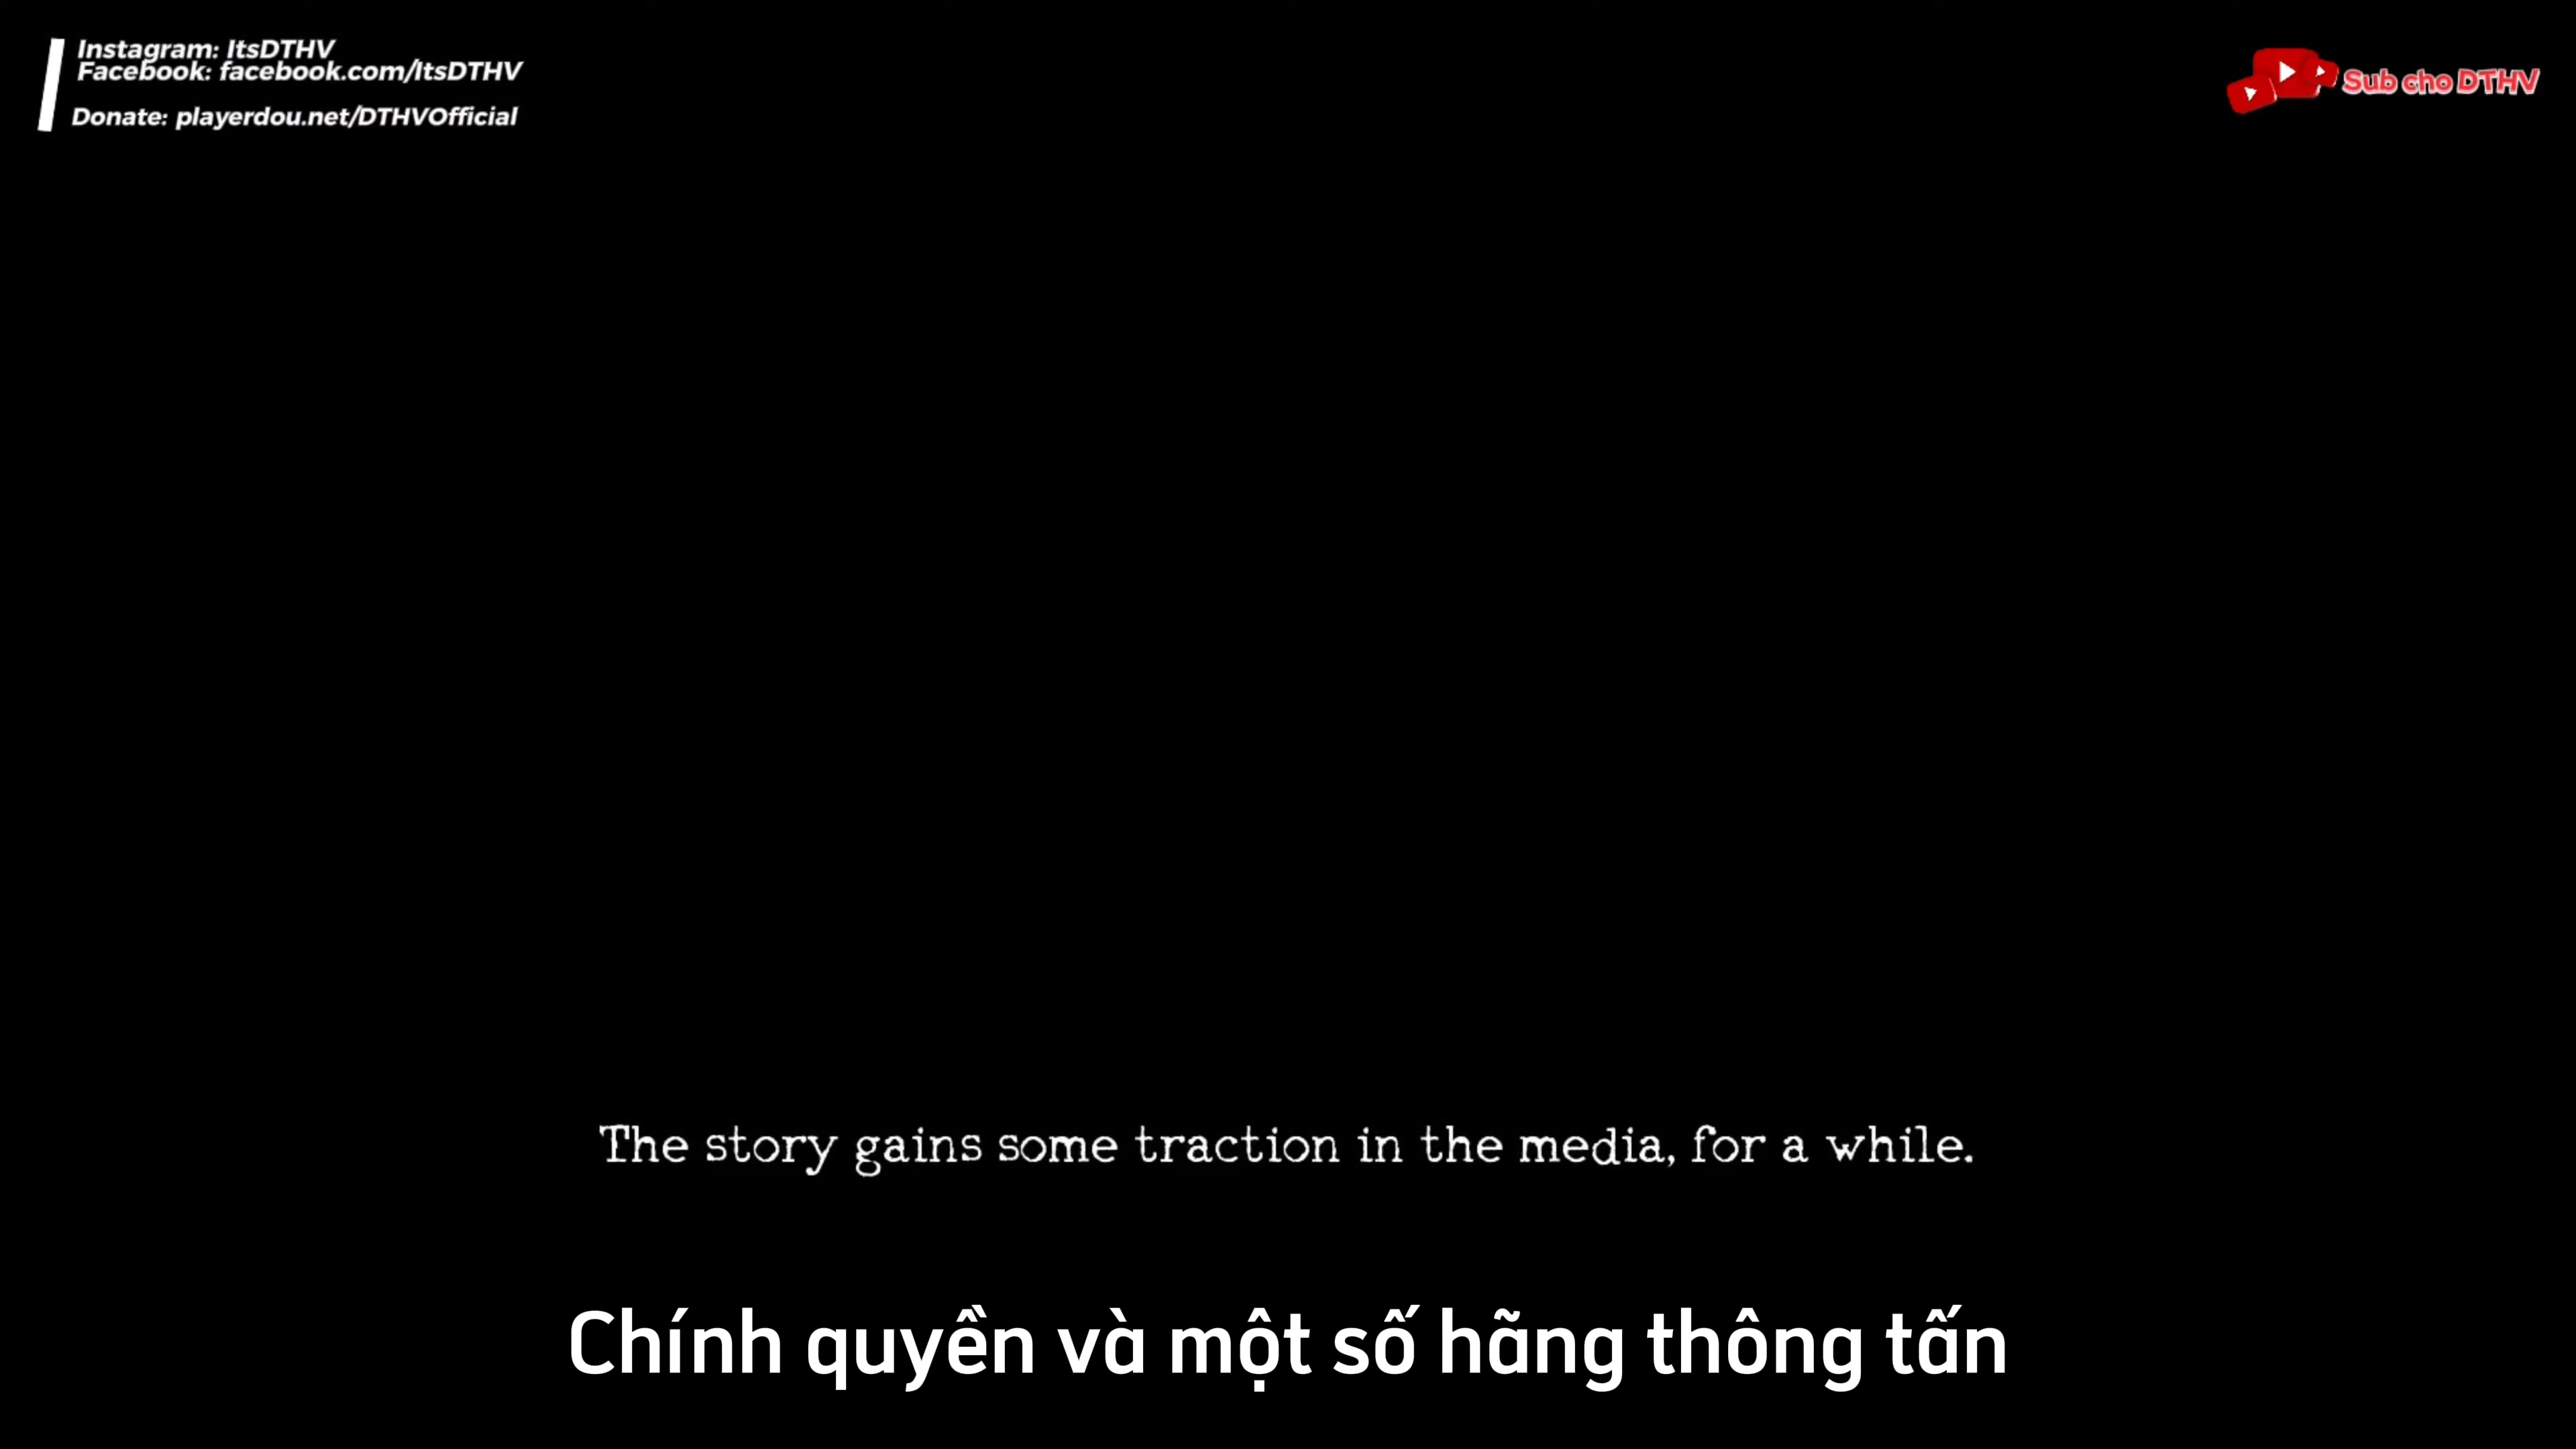 Instagram: ItsDTHV
Facebook: facebook.com/ItsDTHV
Donate: playerdou.net/DTHVOfficial
Sub cho DTHV
The story gains some traction in the media, for a while.
Chính quyền và một số hãng thông tấn